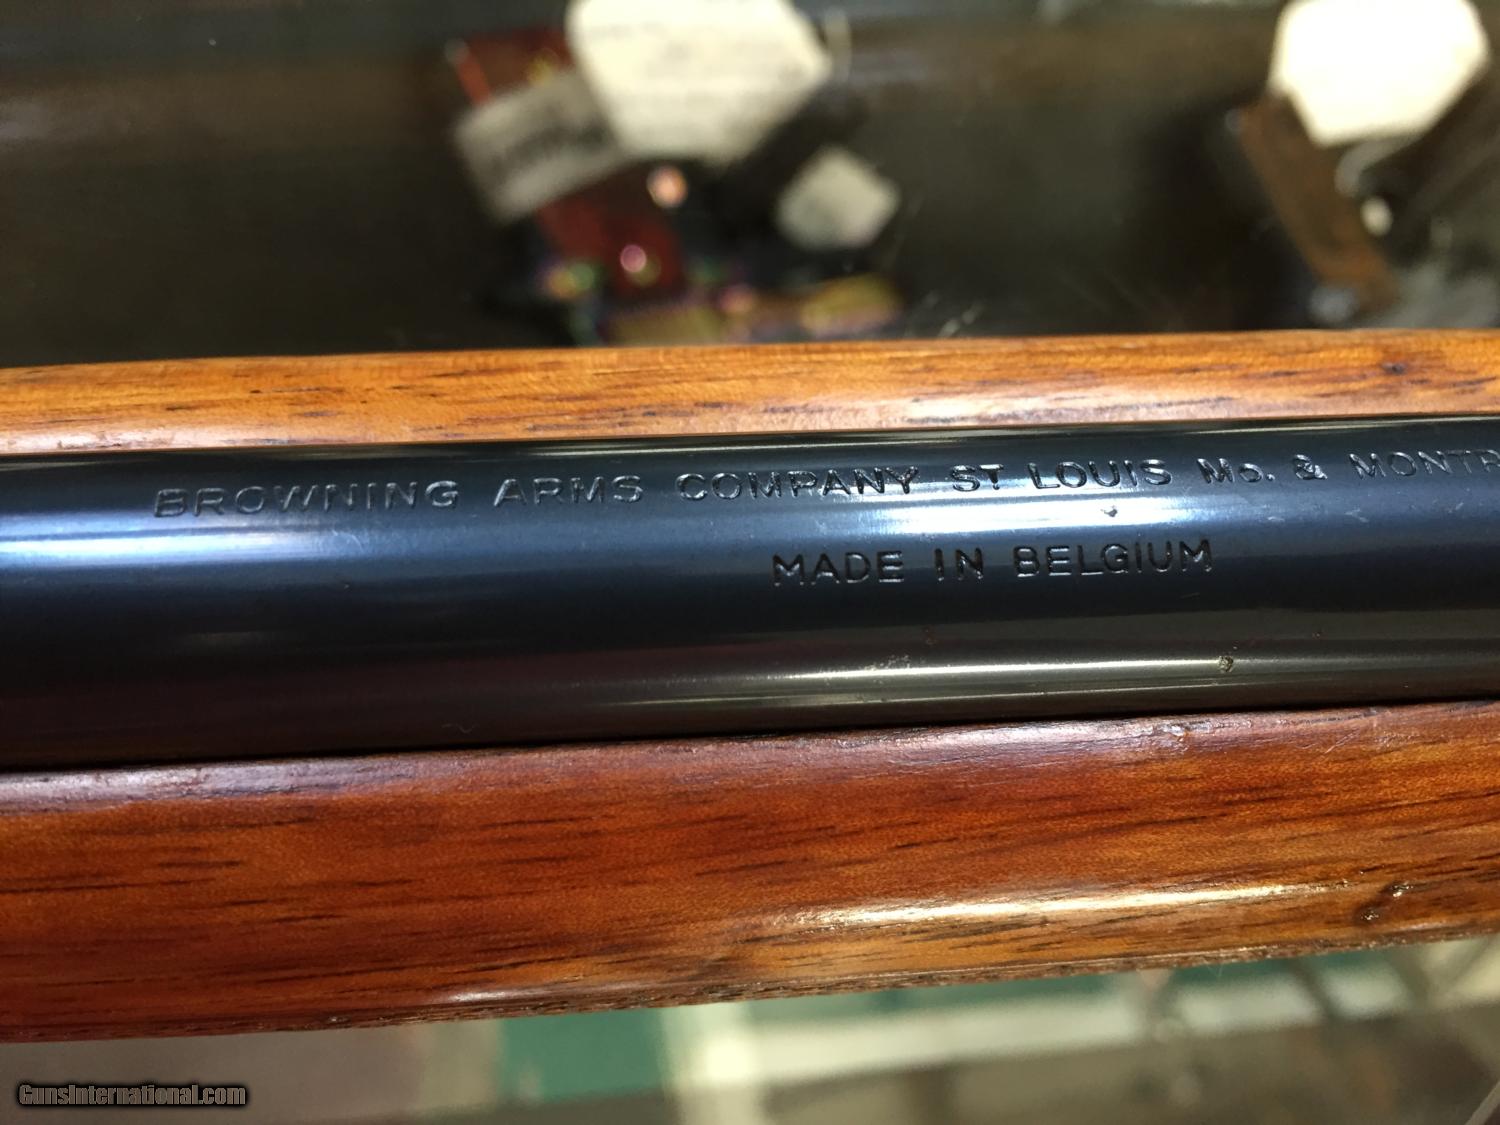 BROWNING ARMS COMPANY ST LOUIS Mo. & MONTR
MADE IN BELGIUM
GunsInternational.com